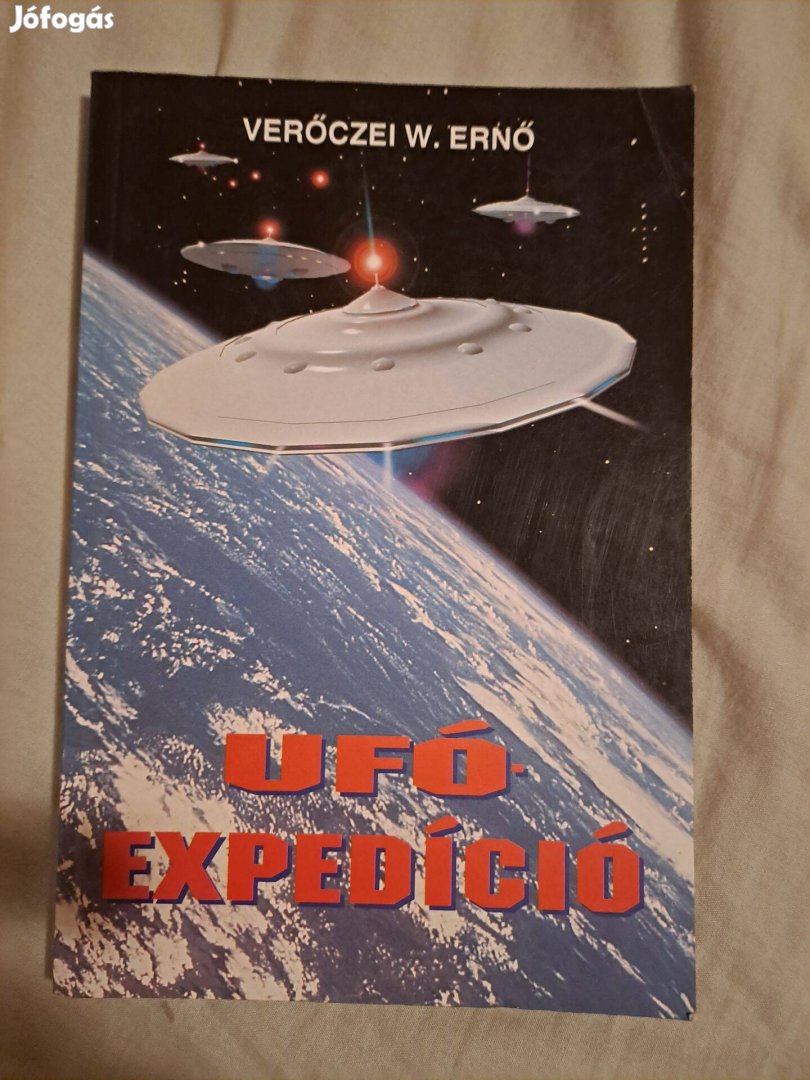 Jófogás
VERŐCZEI W. ERNŐ
UFÓ-
EXPEDÍCIÓ